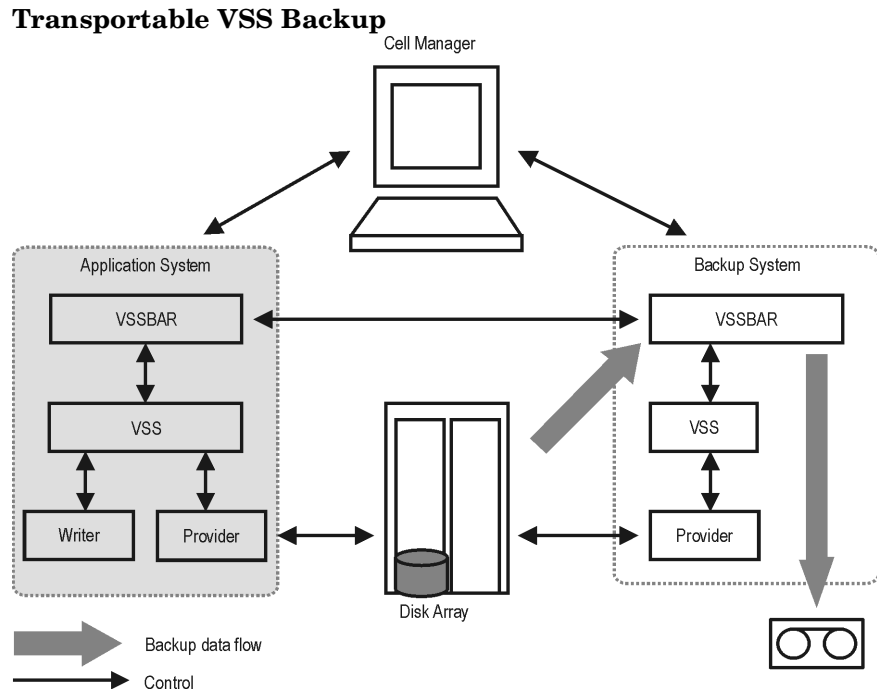 Transportable VSS Backup
Cell Manager
Application System
Backup System
VSSBAR
VSSBAR
VSS
VSS
Writer
Provider
Provider
Disk Array
Backup data flow
Control